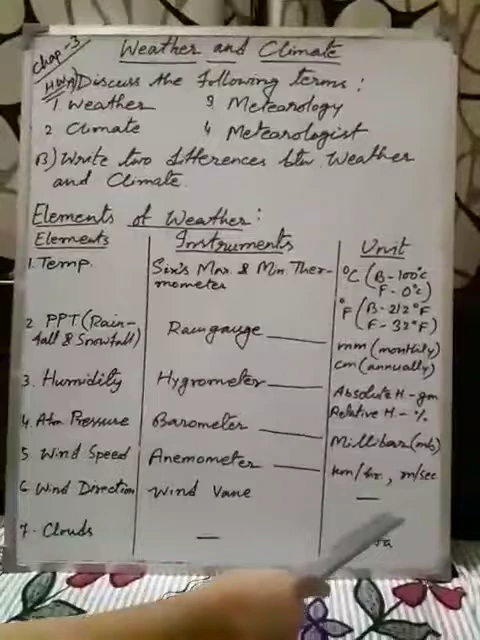 Chap-3
Weather and Climate
HW A) Discuss the following terms:
1 Weather 3 Meteorology
2 Climate 4 Meteorologist
B) Write two differences btw Weather
and Climate.
Elements of Weather:
Elements Instruments Unit
1. Temp. Six's Max. & Min. Ther-
mometer
°C (B-100°C
F-0°C)
°F (B-212°F
F-32°F)
2 PPT (Rain-
fall & Snowfall) Raingauge
mm (monthly)
cm (annually)
3. Humidity Hygrometer
Absolute H.-gm
Relative H.-%
4. Atm Pressure Barometer Millibar (mb)
5 Wind Speed Anemometer km/hr, m/sec
6 Wind Direction Wind Vane —
7. Clouds —